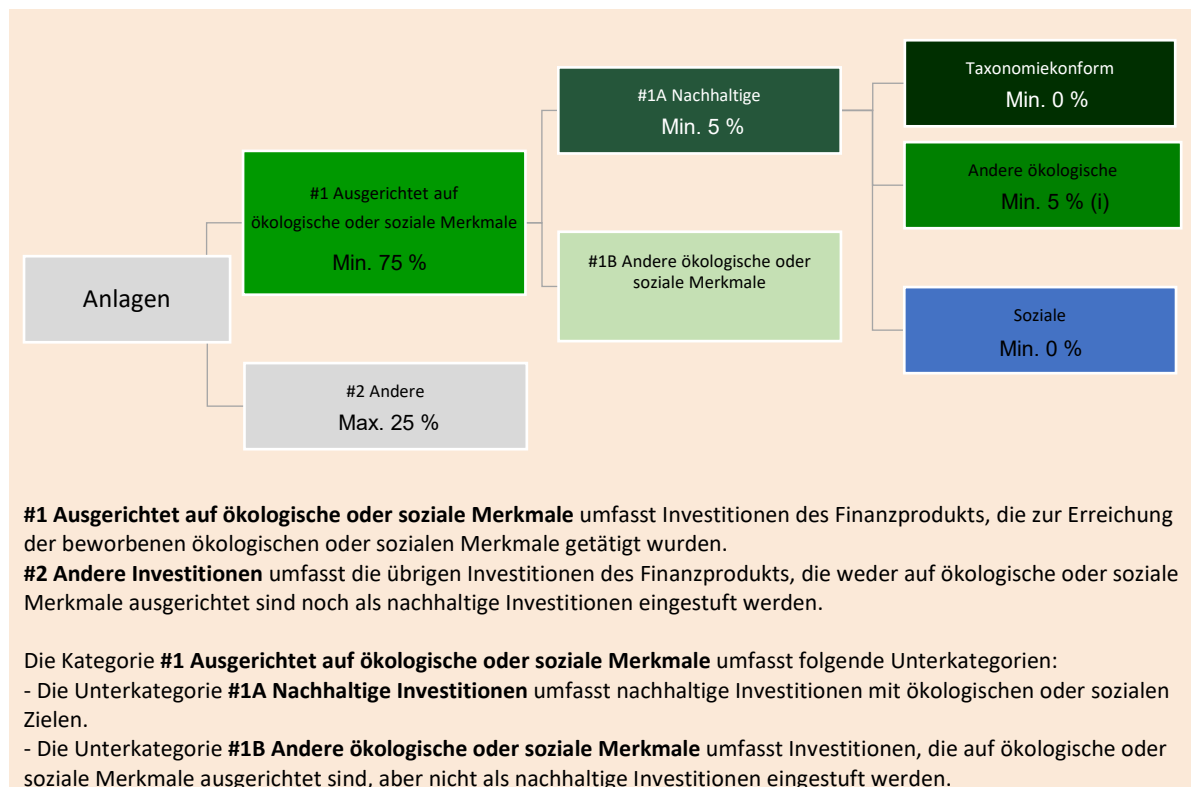 Anlagen
#1 Ausgerichtet auf
ökologische oder soziale Merkmale
Min. 75 %
#2 Andere
Max. 25 %
#1A Nachhaltige
Min. 5 %
#1B Andere ökologische oder
soziale Merkmale
Taxonomiekonform
Min. 0 %
Andere ökologische
Min. 5 % (i)
Soziale
Min. 0 %
#1 Ausgerichtet auf ökologische oder soziale Merkmale umfasst Investitionen des Finanzprodukts, die zur Erreichung
der beworbenen ökologischen oder sozialen Merkmale getätigt wurden.
#2 Andere Investitionen umfasst die übrigen Investitionen des Finanzprodukts, die weder auf ökologische oder soziale
Merkmale ausgerichtet sind noch als nachhaltige Investitionen eingestuft werden.
Die Kategorie #1 Ausgerichtet auf ökologische oder soziale Merkmale umfasst folgende Unterkategorien:
- Die Unterkategorie #1A Nachhaltige Investitionen umfasst nachhaltige Investitionen mit ökologischen oder sozialen
Zielen.
- Die Unterkategorie #1B Andere ökologische oder soziale Merkmale umfasst Investitionen, die auf ökologische oder
soziale Merkmale ausgerichtet sind, aber nicht als nachhaltige Investitionen eingestuft werden.